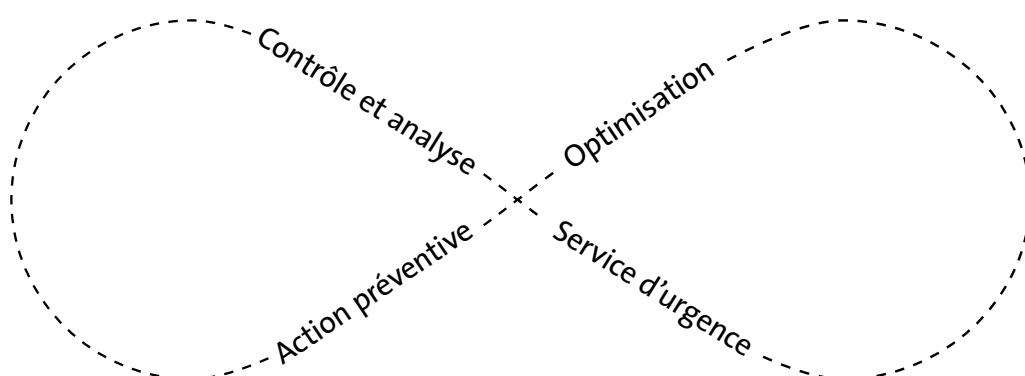 Contrôle et analyse
Optimisation
Action préventive
Service d’urgence